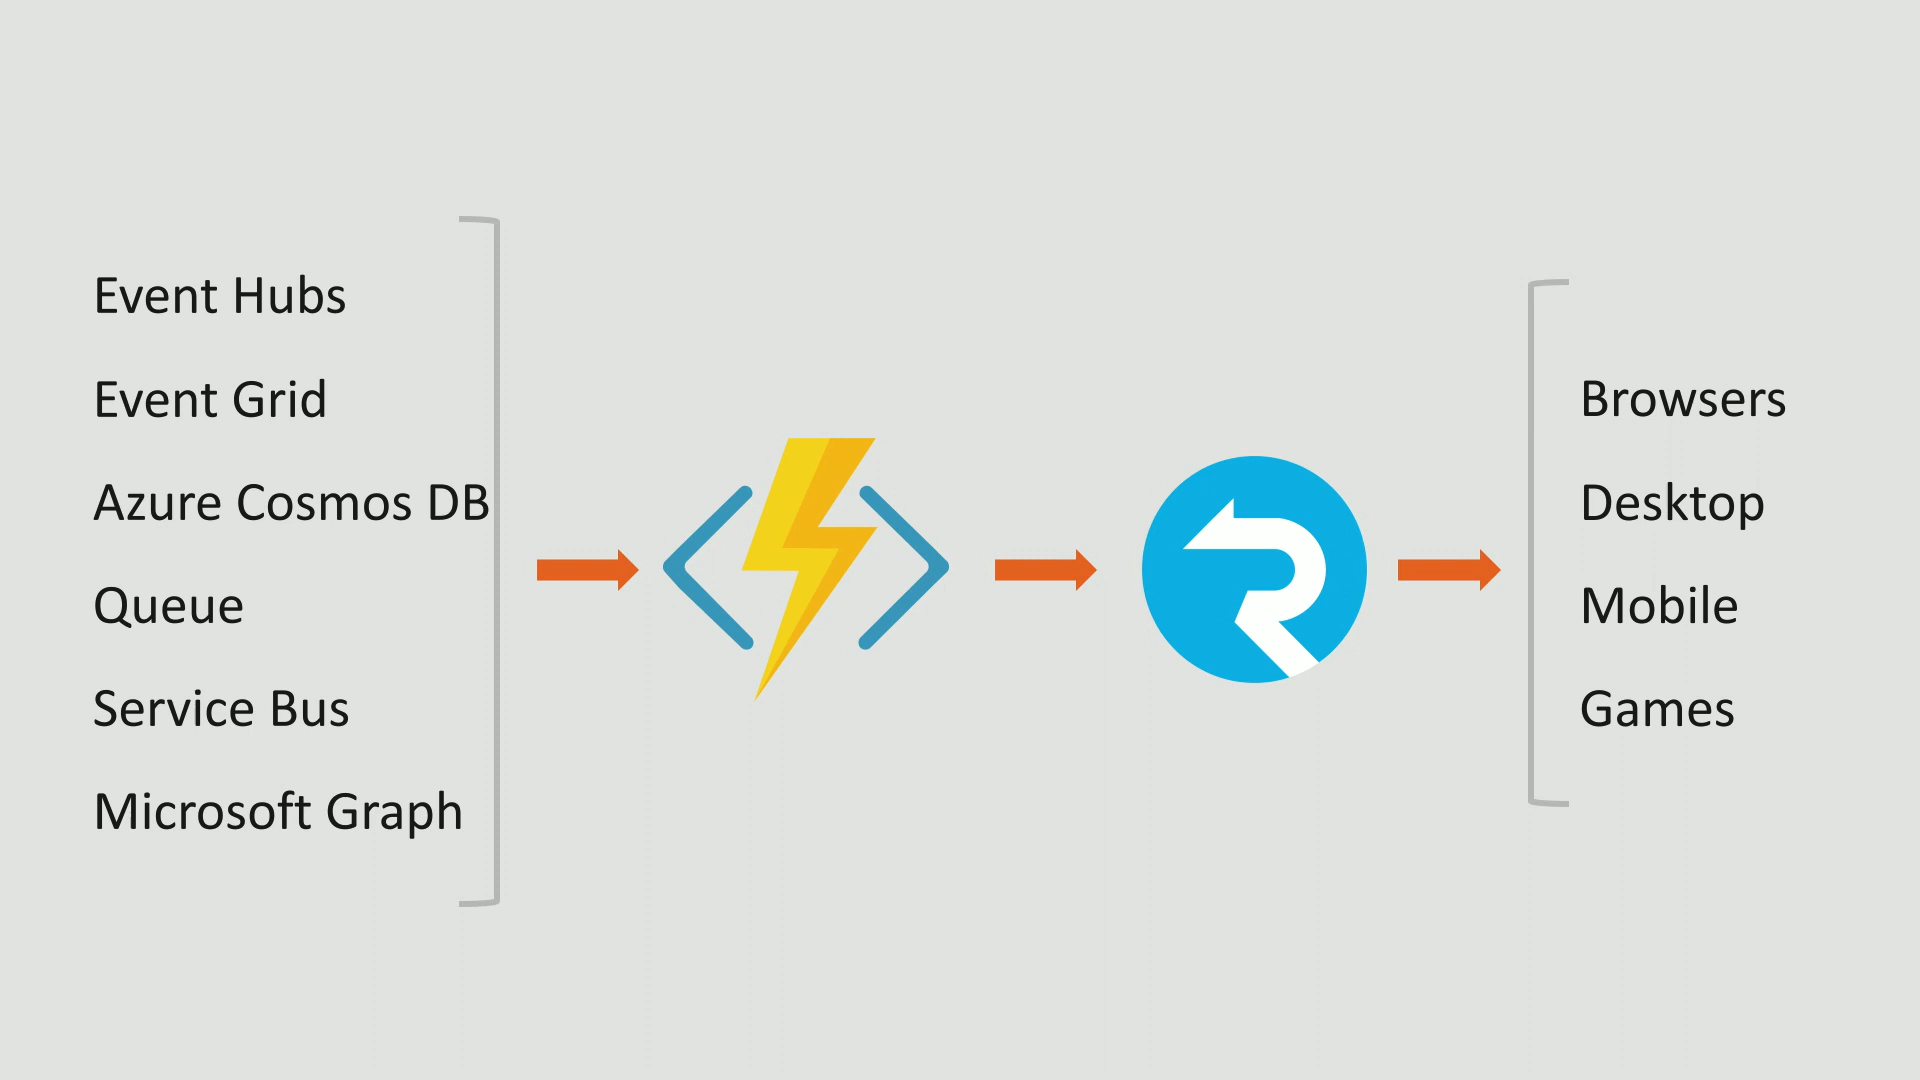 Event Hubs
Event Grid
Azure Cosmos DB
Queue
Service Bus
Microsoft Graph
Browsers
Desktop
Mobile
Games